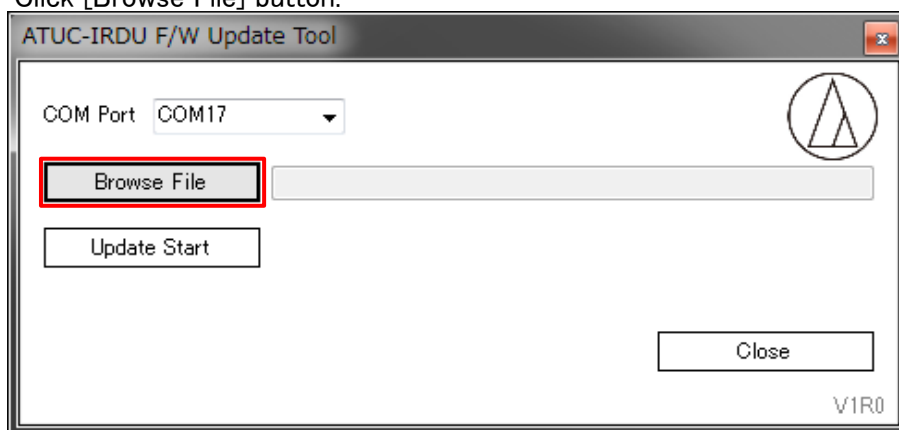 Click [Browse File] button.
ATUC-IRDU F/W Update Tool
COM Port COM17
Browse File
Update Start
Close
V1R0